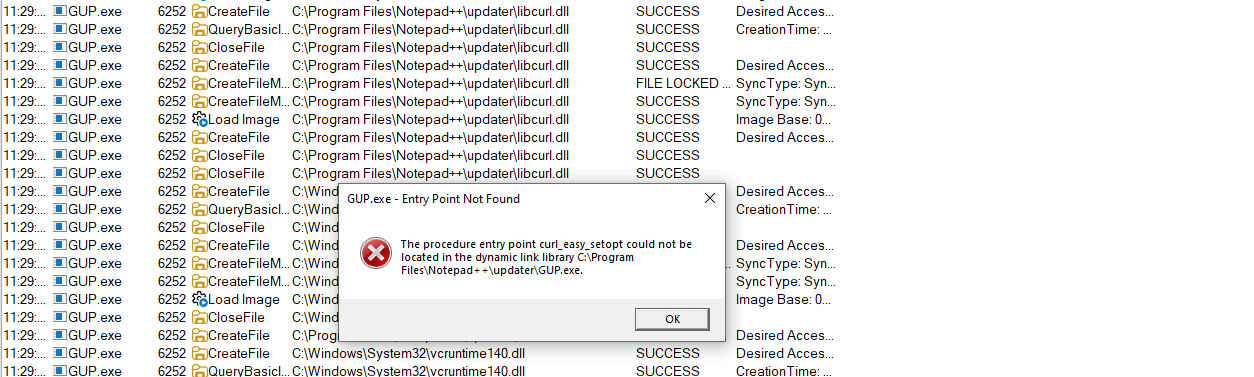 11:29:... GUP.exe 6252 CreateFile C:\Program Files\Notepad++\updater\libcurl.dll SUCCESS Desired Acces...
11:29:... GUP.exe 6252 QueryBasicI... C:\Program Files\Notepad++\updater\libcurl.dll SUCCESS CreationTime: ...
11:29:... GUP.exe 6252 CloseFile C:\Program Files\Notepad++\updater\libcurl.dll SUCCESS
11:29:... GUP.exe 6252 CreateFile C:\Program Files\Notepad++\updater\libcurl.dll SUCCESS Desired Acces...
11:29:... GUP.exe 6252 CreateFileM... C:\Program Files\Notepad++\updater\libcurl.dll FILE LOCKED ... SyncType: Syn...
11:29:... GUP.exe 6252 CreateFileM... C:\Program Files\Notepad++\updater\libcurl.dll SUCCESS SyncType: Syn...
11:29:... GUP.exe 6252 Load Image C:\Program Files\Notepad++\updater\libcurl.dll SUCCESS Image Base: 0...
11:29:... GUP.exe 6252 CreateFile C:\Program Files\Notepad++\updater\libcurl.dll SUCCESS Desired Acces...
11:29:... GUP.exe 6252 CloseFile C:\Program Files\Notepad++\updater\libcurl.dll SUCCESS
11:29:... GUP.exe 6252 CloseFile C:\Program Files\Notepad++\updater\libcurl.dll SUCCESS
11:29:... GUP.exe 6252 CreateFile C:\Wind Desired Acces...
11:29:... GUP.exe 6252 QueryBasicI... C:\Wind CreationTime: ...
11:29:... GUP.exe 6252 CloseFile C:\Wind
11:29:... GUP.exe 6252 CreateFile C:\Wind Desired Acces...
11:29:... GUP.exe 6252 CreateFileM... C:\Wind SyncType: Syn...
11:29:... GUP.exe 6252 CreateFileM... C:\Wind SyncType: Syn...
11:29:... GUP.exe 6252 Load Image C:\Wind Image Base: 0...
11:29:... GUP.exe 6252 CloseFile C:\Wind
11:29:... GUP.exe 6252 CreateFile C:\Prog Desired Acces...
11:29:... GUP.exe 6252 CreateFile C:\Windows\System32\vcruntime140.dll SUCCESS Desired Acces...
11:29:... GUP.exe 6252 QueryBasicI... C:\Windows\System32\vcruntime140.dll SUCCESS CreationTime: ...
GUP.exe - Entry Point Not Found
The procedure entry point curl_easy_setopt could not be
located in the dynamic link library C:\Program
Files\Notepad++\updater\GUP.exe.
OK